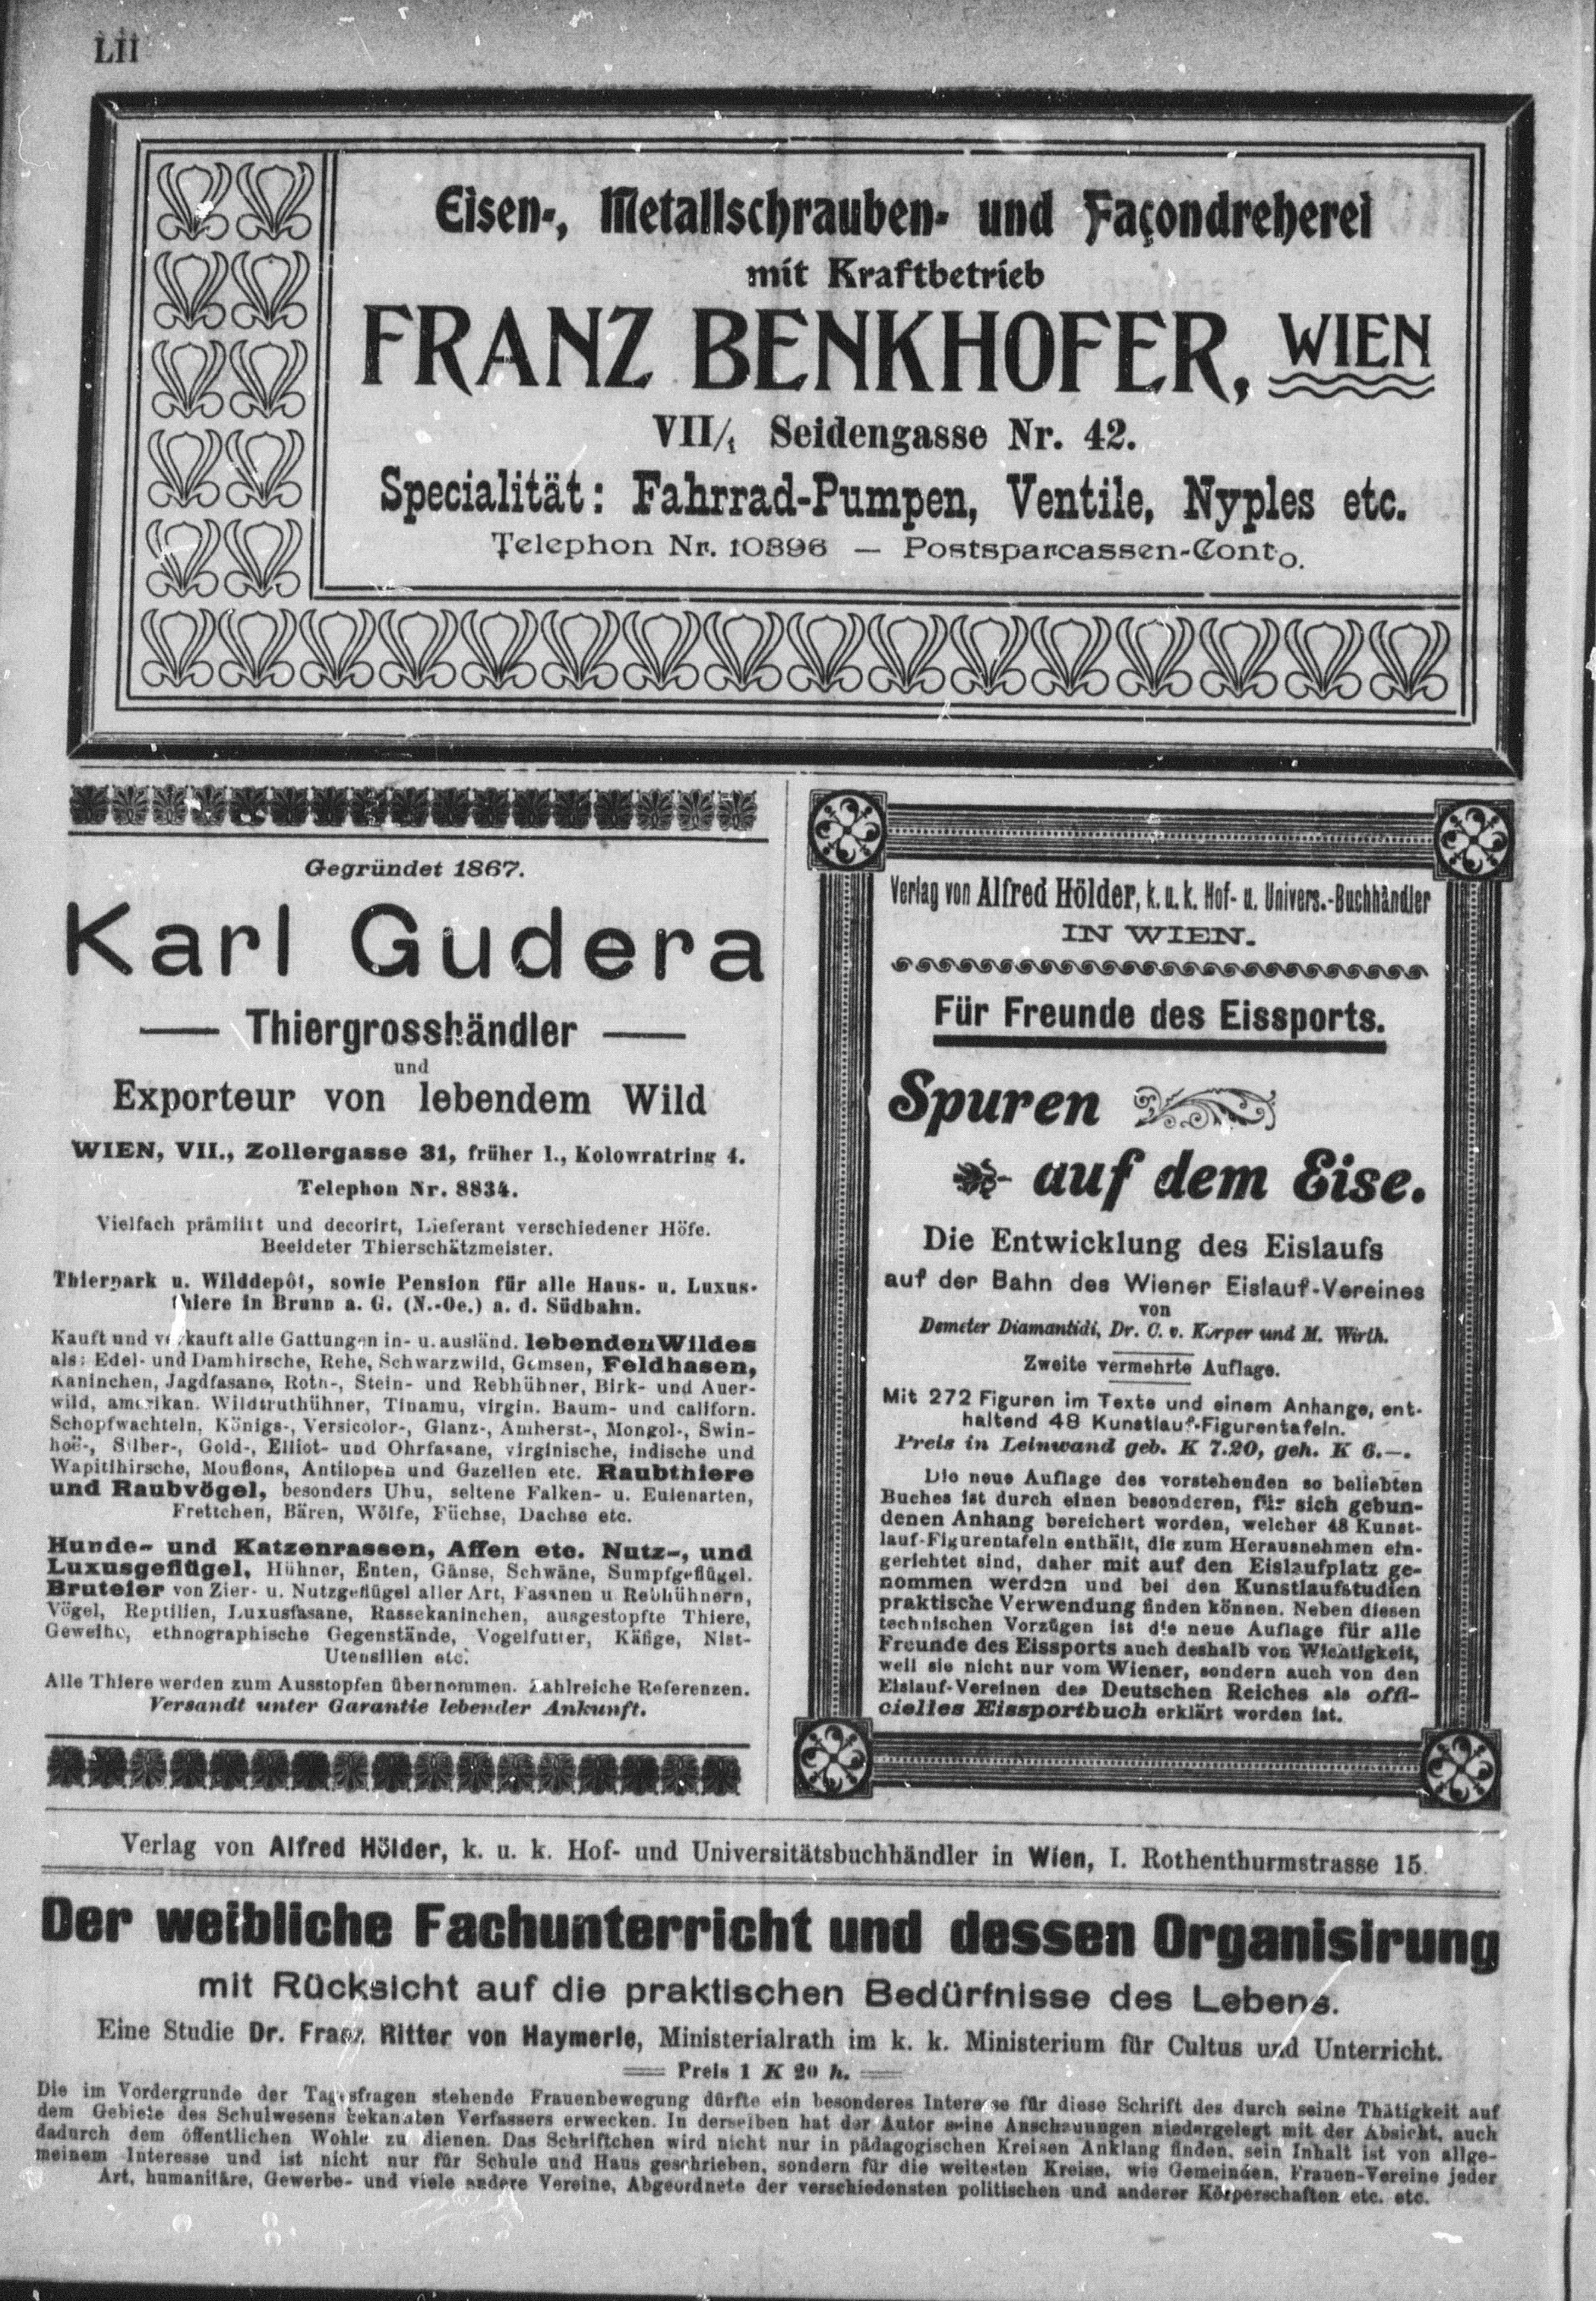 LII
Eisen-, Metallschrauben- und Façondreherei
mit Kraftbetrieb
FRANZ BENKHOFER, WIEN
VII/1 Seidengasse Nr. 42.
Specialität: Fahrrad-Pumpen, Ventile, Nyples etc.
Telephon Nr. 10896 — Postsparcassen-Conto.
Gegründet 1867.
Karl Gudera
— Thiergrosshändler —
und
Exporteur von lebendem Wild
WIEN, VII., Zollergasse 31, früher I., Kolowratring 4.
Telephon Nr. 8834.
Vielfach prämiirt und decorirt, Lieferant verschiedener Höfe.
Beeideter Thierschätzmeister.
Thierpark u. Wilddepôt, sowie Pension für alle Haus- u. Luxus-
thiere in Brunn a. G. (N.-Oe.) a. d. Südbahn.
Kauft und verkauft alle Gattungen in- u. ausländ. lebenden Wildes
als: Edel- und Damhirsche, Rehe, Schwarzwild, Gemsen, Feldhasen,
Kaninchen, Jagdfasane, Roth-, Stein- und Rebhühner, Birk- und Auer-
wild, amerikan. Wildtruthühner, Tinamu, virgin. Baum- und californ.
Schopfwachteln, Königs-, Versicolor-, Glanz-, Amherst-, Mongol-, Swin-
hoë-, Silber-, Gold-, Elliot- und Ohrfasane, virginische, indische und
Wapitihirsche, Mouflons, Antilopen und Gazellen etc. Raubthiere
und Raubvögel, besonders Uhu, seltene Falken- u. Eulenarten,
Frettchen, Bären, Wölfe, Füchse, Dachse etc.
Hunde- und Katzenrassen, Affen etc. Nutz-, und
Luxusgeflügel, Hühner, Enten, Gänse, Schwäne, Sumpfgeflügel.
Bruteier von Zier- u. Nutzgeflügel aller Art, Fasanen u Rebhühnern,
Vögel, Reptilien, Luxusfasane, Rassekaninchen, ausgestopfte Thiere,
Geweihe, ethnographische Gegenstände, Vogelfutter, Käfige, Nist-
Utensilien etc.
Alle Thiere werden zum Ausstopfen übernommen. Zahlreiche Referenzen.
Versandt unter Garantie lebender Ankunft.
Verlag von Alfred Hölder, k. u. k. Hof- u. Univers.-Buchhändler
IN WIEN.
Für Freunde des Eissports.
Spuren
auf dem Eise.
Die Entwicklung des Eislaufs
auf der Bahn des Wiener Eislauf-Vereines
von
Demeter Diamantidi, Dr. C. v. Korper und M. Wirth.
Zweite vermehrte Auflage.
Mit 272 Figuren im Texte und einem Anhange, ent-
haltend 48 Kunstlauf-Figurentafeln.
Preis in Leinwand geb. K 7.20, geh. K 6.—.
Die neue Auflage des vorstehenden so beliebten
Buches ist durch einen besonderen, für sich gebun-
denen Anhang bereichert worden, welcher 48 Kunst-
lauf-Figurentafeln enthält, die zum Herausnehmen ein-
gerichtet sind, daher mit auf den Eislaufplatz ge-
nommen werden und bei den Kunstlaufstudien
praktische Verwendung finden können. Neben diesen
technischen Vorzügen ist die neue Auflage für alle
Freunde des Eissports auch deshalb von Wichtigkeit,
weil sie nicht nur vom Wiener, sondern auch von den
Eislauf-Vereinen des Deutschen Reiches als offi-
cielles Eissportbuch erklärt worden ist.
Verlag von Alfred Hölder, k. u. k. Hof- und Universitätsbuchhändler in Wien, I. Rothenthurmstrasse 15.
Der weibliche Fachunterricht und dessen Organisirung
mit Rücksicht auf die praktischen Bedürfnisse des Lebens.
Eine Studie Dr. Franz Ritter von Haymerle, Ministerialrath im k. k. Ministerium für Cultus und Unterricht.
Preis 1 K 20 h.
Die im Vordergrunde der Tagesfragen stehende Frauenbewegung dürfte ein besonderes Interesse für diese Schrift des durch seine Thätigkeit auf
dem Gebiete des Schulwesens bekannten Verfassers erwecken. In derselben hat der Autor seine Anschauungen niedergelegt mit der Absicht, auch
dadurch dem öffentlichen Wohle zu dienen. Das Schriftchen wird nicht nur in pädagogischen Kreisen Anklang finden, sein Inhalt ist von allge-
meinem Interesse und ist nicht nur für Schule und Haus geschrieben, sondern für die weitesten Kreise, wie Gemeinden, Frauen-Vereine jeder
Art, humanitäre, Gewerbe- und viele andere Vereine, Abgeordnete der verschiedensten politischen und anderer Körperschaften etc. etc.